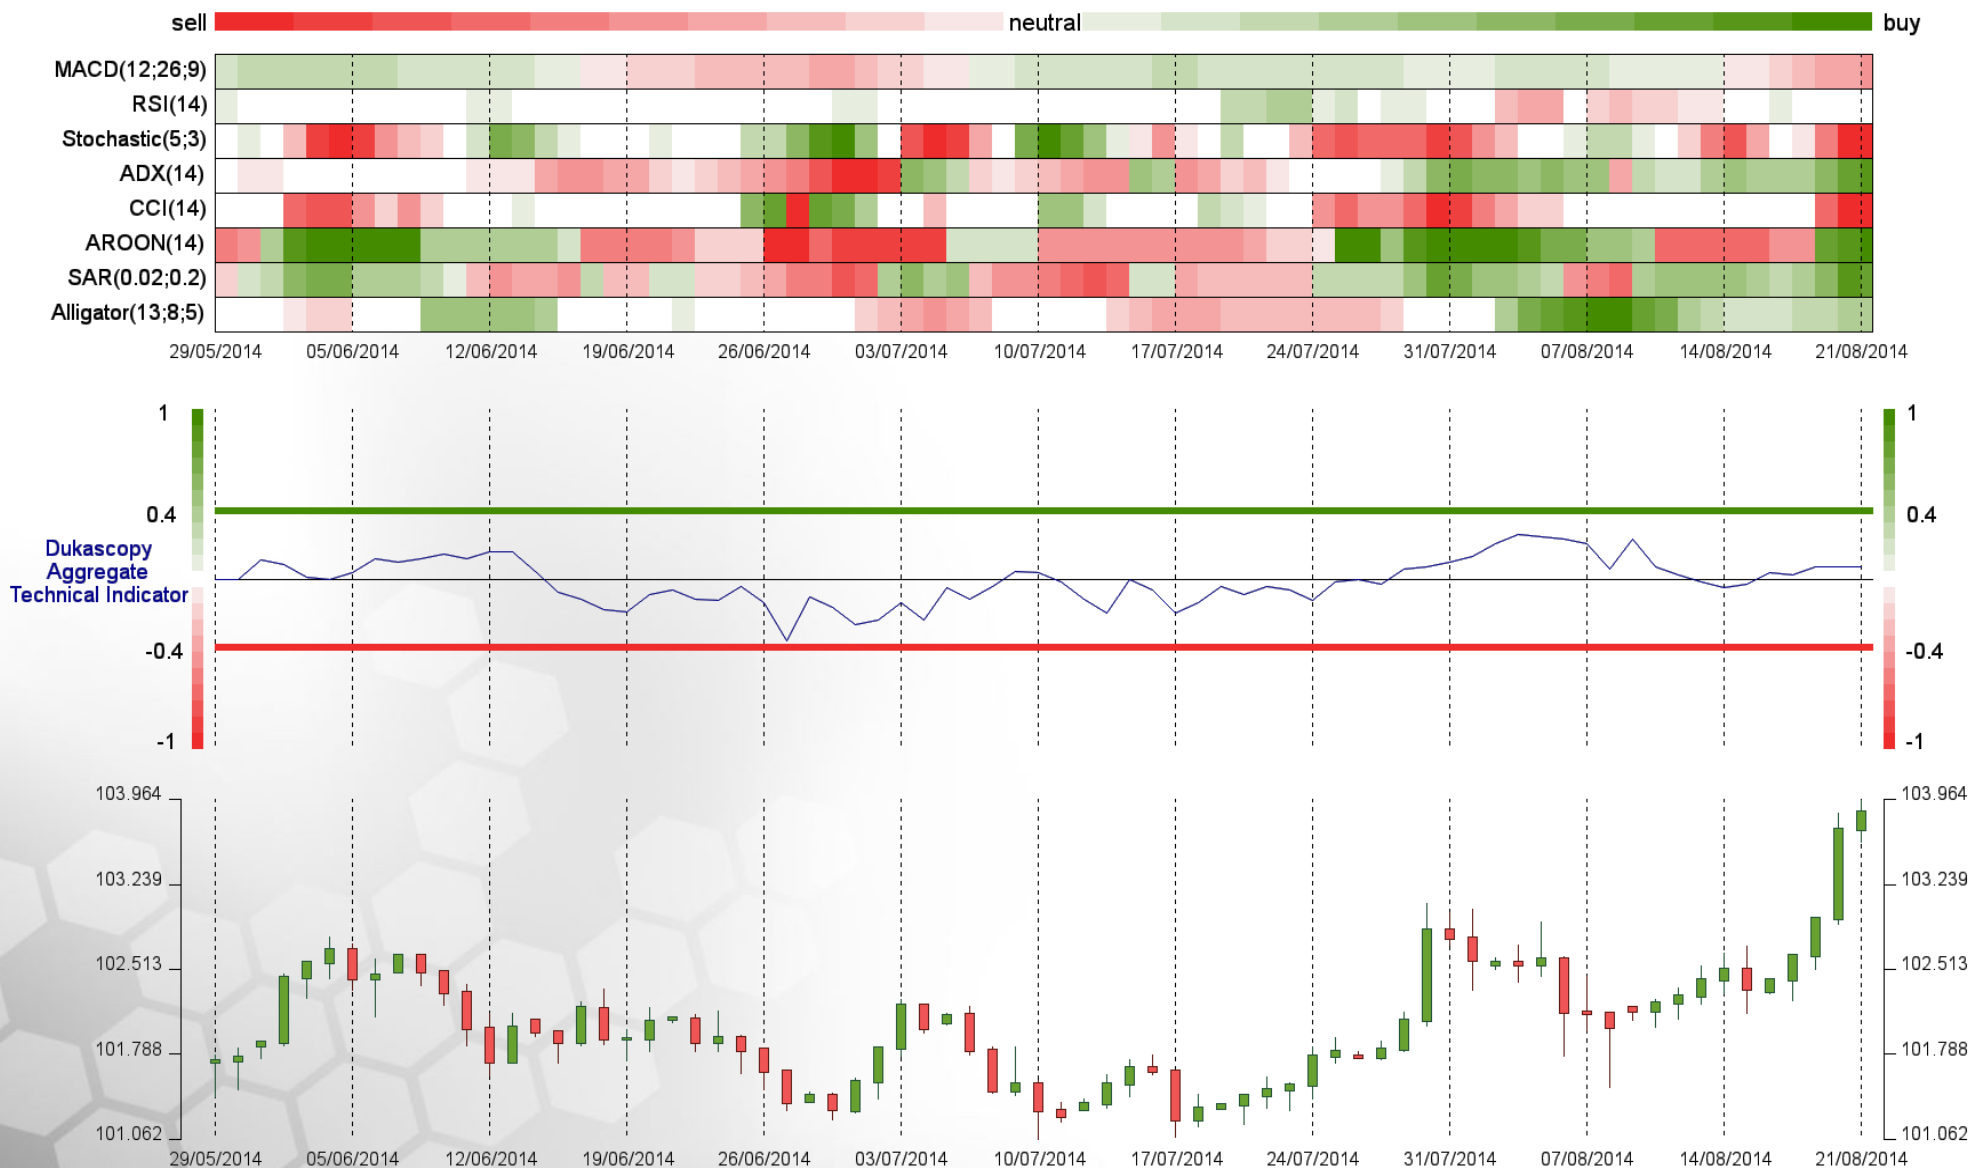 sell neutral buy
MACD(12;26;9)
RSI(14)
Stochastic(5;3)
ADX(14)
CCI(14)
AROON(14)
SAR(0.02;0.2)
Alligator(13;8;5)
29/05/2014 05/06/2014 12/06/2014 19/06/2014 26/06/2014 03/07/2014 10/07/2014 17/07/2014 24/07/2014 31/07/2014 07/08/2014 14/08/2014 21/08/2014
1 1
0.4 0.4
Dukascopy
Aggregate
Technical Indicator
-0.4 -0.4
-1 -1
103.964 103.964
103.239 103.239
102.513 102.513
101.788 101.788
101.062 101.062
29/05/2014 05/06/2014 12/06/2014 19/06/2014 26/06/2014 03/07/2014 10/07/2014 17/07/2014 24/07/2014 31/07/2014 07/08/2014 14/08/2014 21/08/2014